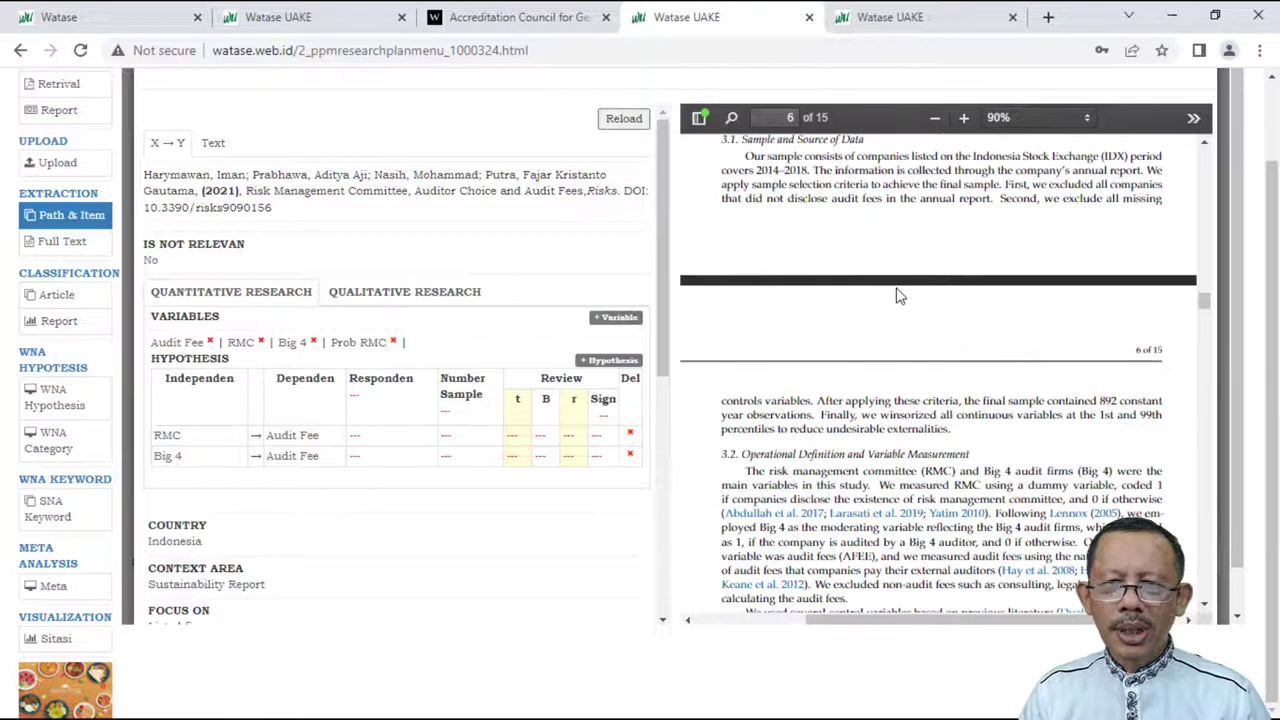 Watase
Watase UAKE
Accreditation Council for Ge
Watase UAKE
Watase UAKE
Not secure
watase.web.id/2_ppmresearchplanmenu_1000324.html
Retrival
Report
UPLOAD
Upload
EXTRACTION
Path & Item
Full Text
CLASSIFICATION
Article
Report
WNA
HYPOTESIS
WNA
Hypothesis
WNA
Category
WNA KEYWORD
SNA
Keyword
META
ANALYSIS
Meta
VISUALIZATION
Sitasi
Reload
X → Y
Text
Harymawan, Iman; Prabhawa, Aditya Aji; Nasih, Mohammad; Putra, Fajar Kristanto
Gautama, (2021), Risk Management Committee, Auditor Choice and Audit Fees,Risks. DOI:
10.3390/risks9090156
IS NOT RELEVAN
No
QUANTITATIVE RESEARCH
QUALITATIVE RESEARCH
VARIABLES
+ Variable
Audit Fee × | RMC × | Big 4 × | Prob RMC × |
HYPOTHESIS
+ Hypothesis
Independen Dependen Responden Number Review Del
--- Sample t B r Sign
--- ---
RMC → Audit Fee --- --- --- --- --- --- ×
Big 4 → Audit Fee --- --- --- --- --- --- ×
COUNTRY
Indonesia
CONTEXT AREA
Sustainability Report
FOCUS ON
6 of 15
90%
3.1. Sample and Source of Data
Our sample consists of companies listed on the Indonesia Stock Exchange (IDX) period
covers 2014–2018. The information is collected through the company's annual report. We
apply sample selection criteria to achieve the final sample. First, we excluded all companies
that did not disclose audit fees in the annual report. Second, we exclude all missing
6 of 15
controls variables. After applying these criteria, the final sample contained 892 constant
year observations. Finally, we winsorized all continuous variables at the 1st and 99th
percentiles to reduce undesirable externalities.
3.2. Operational Definition and Variable Measurement
The risk management committee (RMC) and Big 4 audit firms (Big 4) were the
main variables in this study. We measured RMC using a dummy variable, coded 1
if companies disclose the existence of risk management committee, and 0 if otherwise
(Abdullah et al. 2017; Larasati et al. 2019; Yatim 2010). Following Lennox (2005), we em-
ployed Big 4 as the moderating variable reflecting the Big 4 audit firms,
as 1, if the company is audited by a Big 4 auditor, and 0 if otherwise.
variable was audit fees (AFEE), and we measured audit fees using the
of audit fees that companies pay their external auditors (Hay et al. 2008;
Keane et al. 2012). We excluded non-audit fees such as consulting,
calculating the audit fees.
We used several control variables based on previous literature